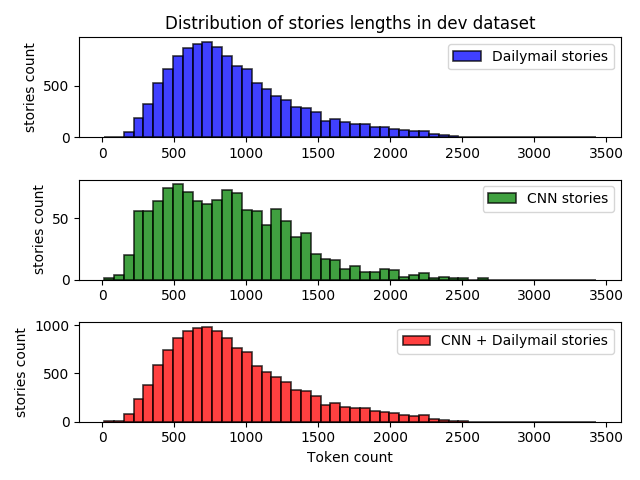 Distribution of stories lengths in dev dataset
stories count
500
0
Dailymail stories
0 500 1000 1500 2000 2500 3000 3500
stories count
50
0
CNN stories
0 500 1000 1500 2000 2500 3000 3500
stories count
1000
500
0
CNN + Dailymail stories
0 500 1000 1500 2000 2500 3000 3500
Token count